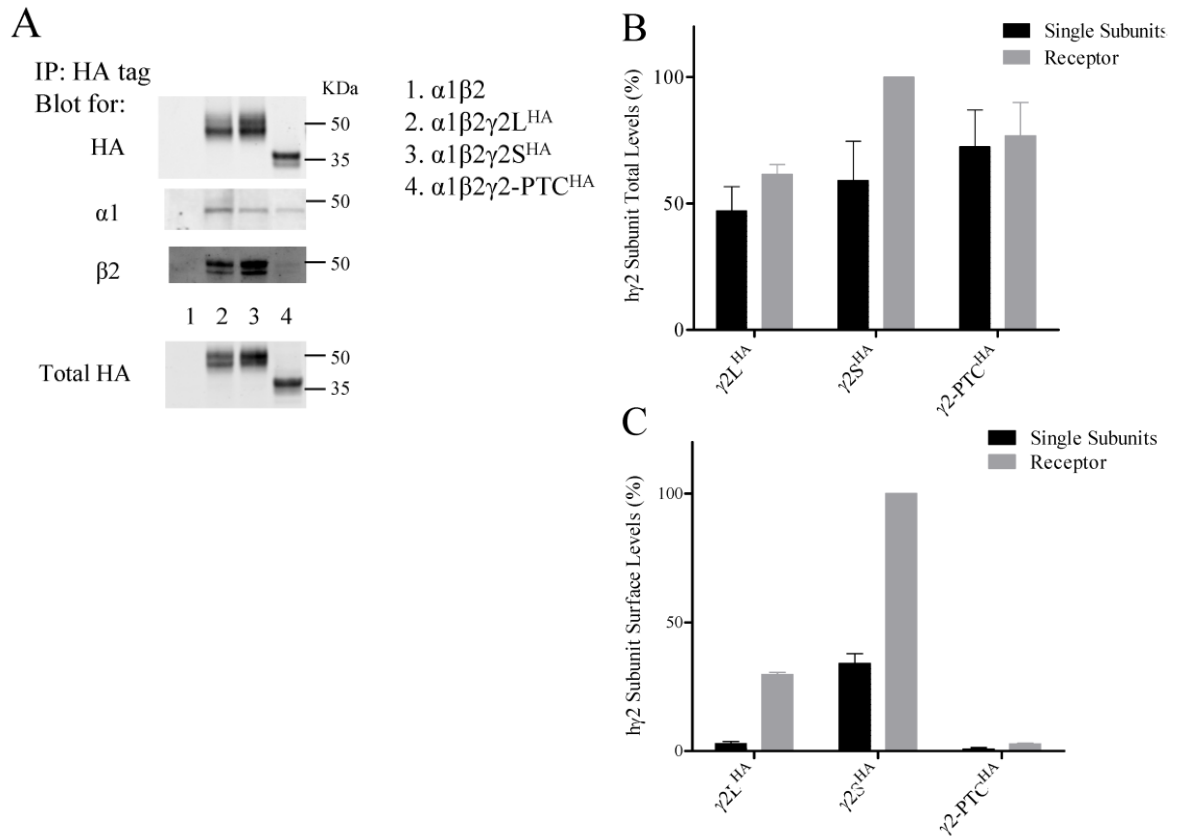 A
IP: HA tag
Blot for:
KDa
HA
50
35
α1
50
β2
50
1 2 3 4
Total HA
50
35
1. α1β2
2. α1β2γ2L^HA
3. α1β2γ2S^HA
4. α1β2γ2-PTC^HA
B
Single Subunits
Receptor
hγ2 Subunit Total Levels (%)
100
50
0
γ2L^HA
γ2S^HA
γ2-PTC^HA
C
Single Subunits
Receptor
hγ2 Subunit Surface Levels (%)
100
50
0
γ2L^HA
γ2S^HA
γ2-PTC^HA